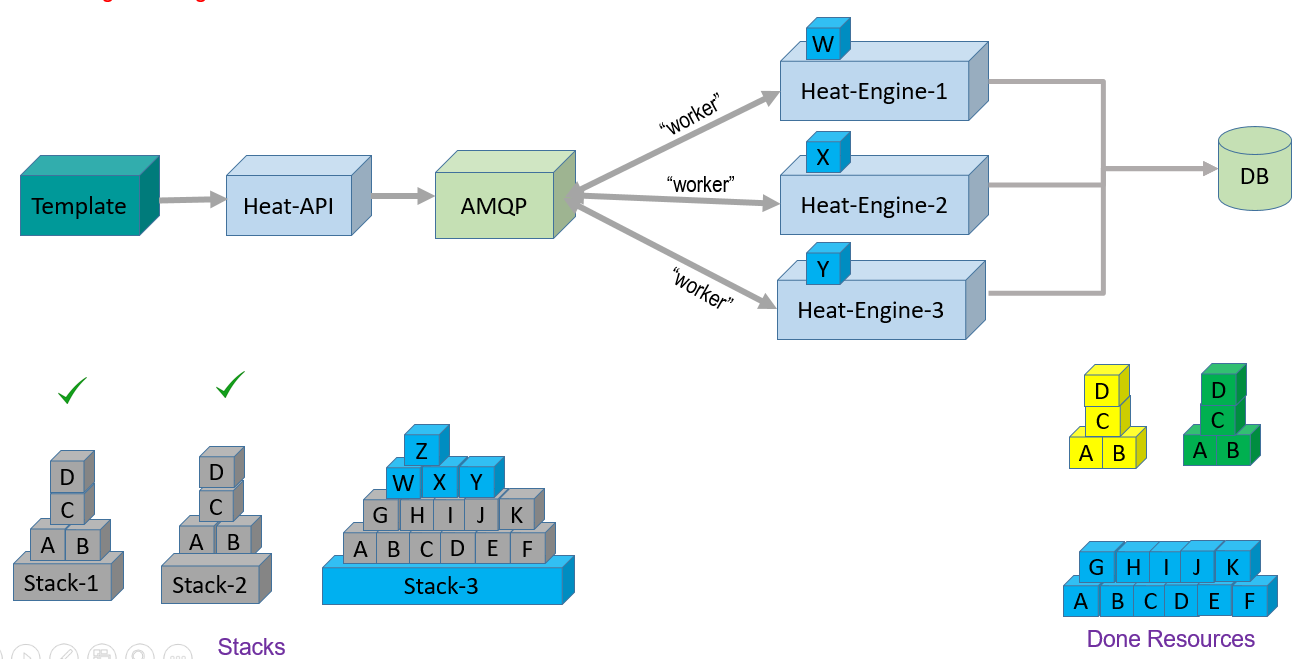 W
Heat-Engine-1
"worker"
X
Heat-Engine-2
"worker"
Y
Heat-Engine-3
"worker"
Template
Heat-API
AMQP
DB
D
C
A B
Stack-1
D
C
A B
Stack-2
Z
W X Y
G H I J K
A B C D E F
Stack-3
Stacks
D
C
A B
D
C
A B
G H I J K
A B C D E F
Done Resources